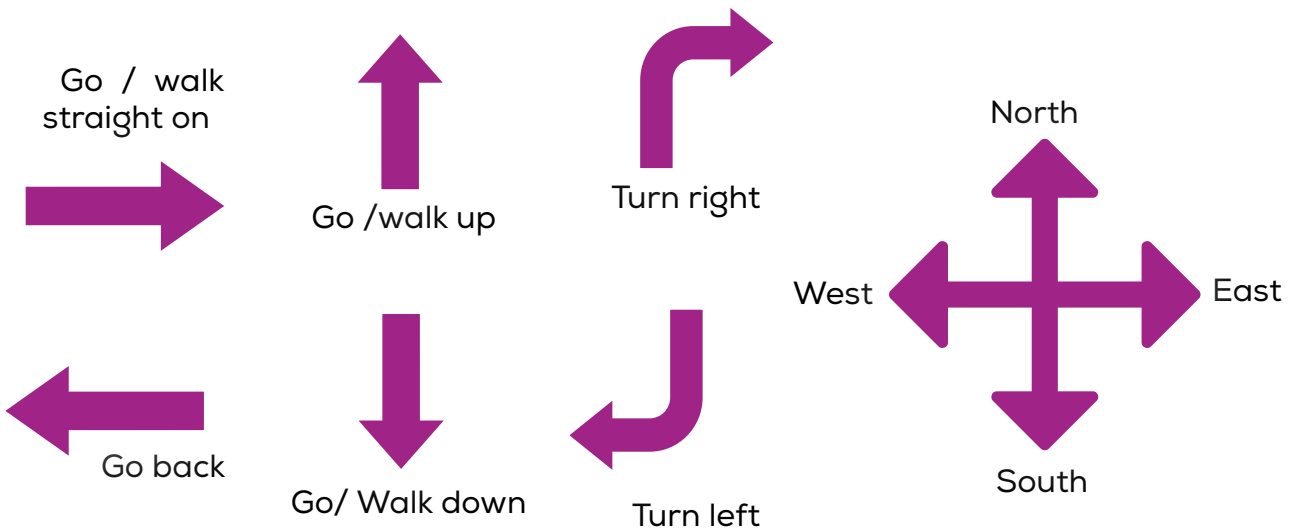 Go / walk
straight on
Go /walk up
Turn right
North
West
East
Go back
Go/ Walk down
Turn left
South